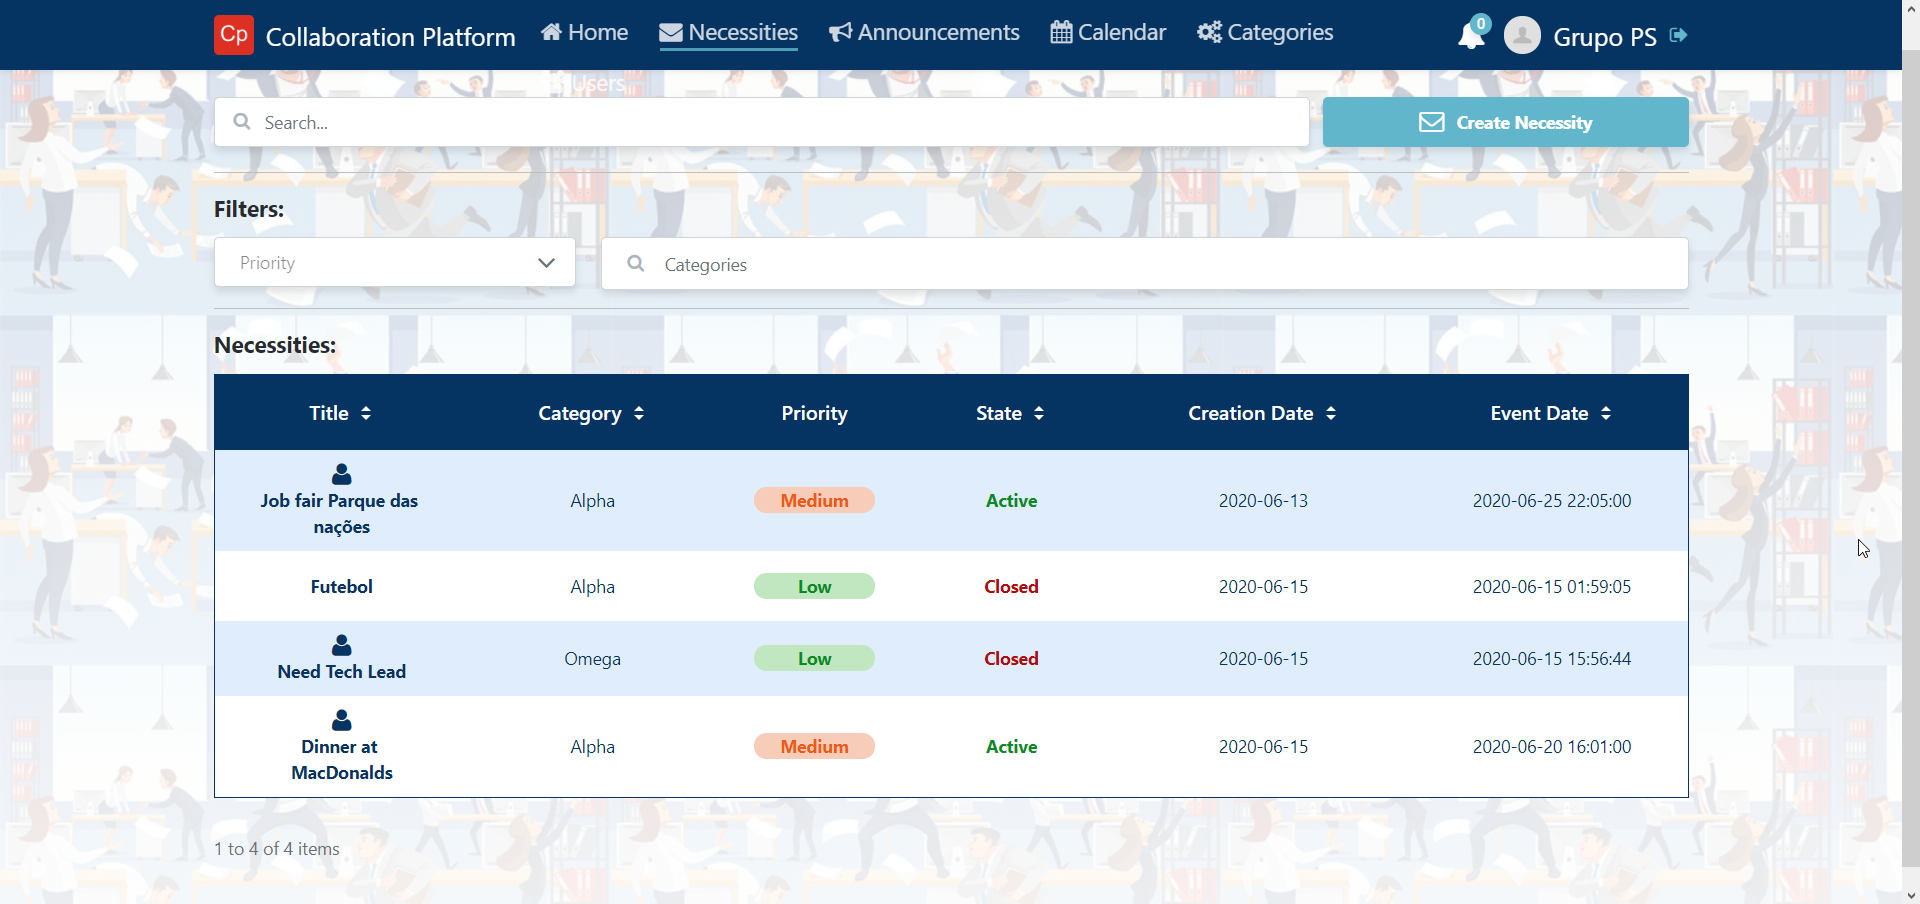 Cp Collaboration Platform Home Necessities Announcements Calendar Categories 0 Grupo PS
Users
Search...
Create Necessity
Filters:
Priority
Categories
Necessities:
Title Category Priority State Creation Date Event Date
Job fair Parque das
nações
Alpha Medium Active 2020-06-13 2020-06-25 22:05:00
Futebol Alpha Low Closed 2020-06-15 2020-06-15 01:59:05
Need Tech Lead Omega Low Closed 2020-06-15 2020-06-15 15:56:44
Dinner at
MacDonalds
Alpha Medium Active 2020-06-15 2020-06-20 16:01:00
1 to 4 of 4 items